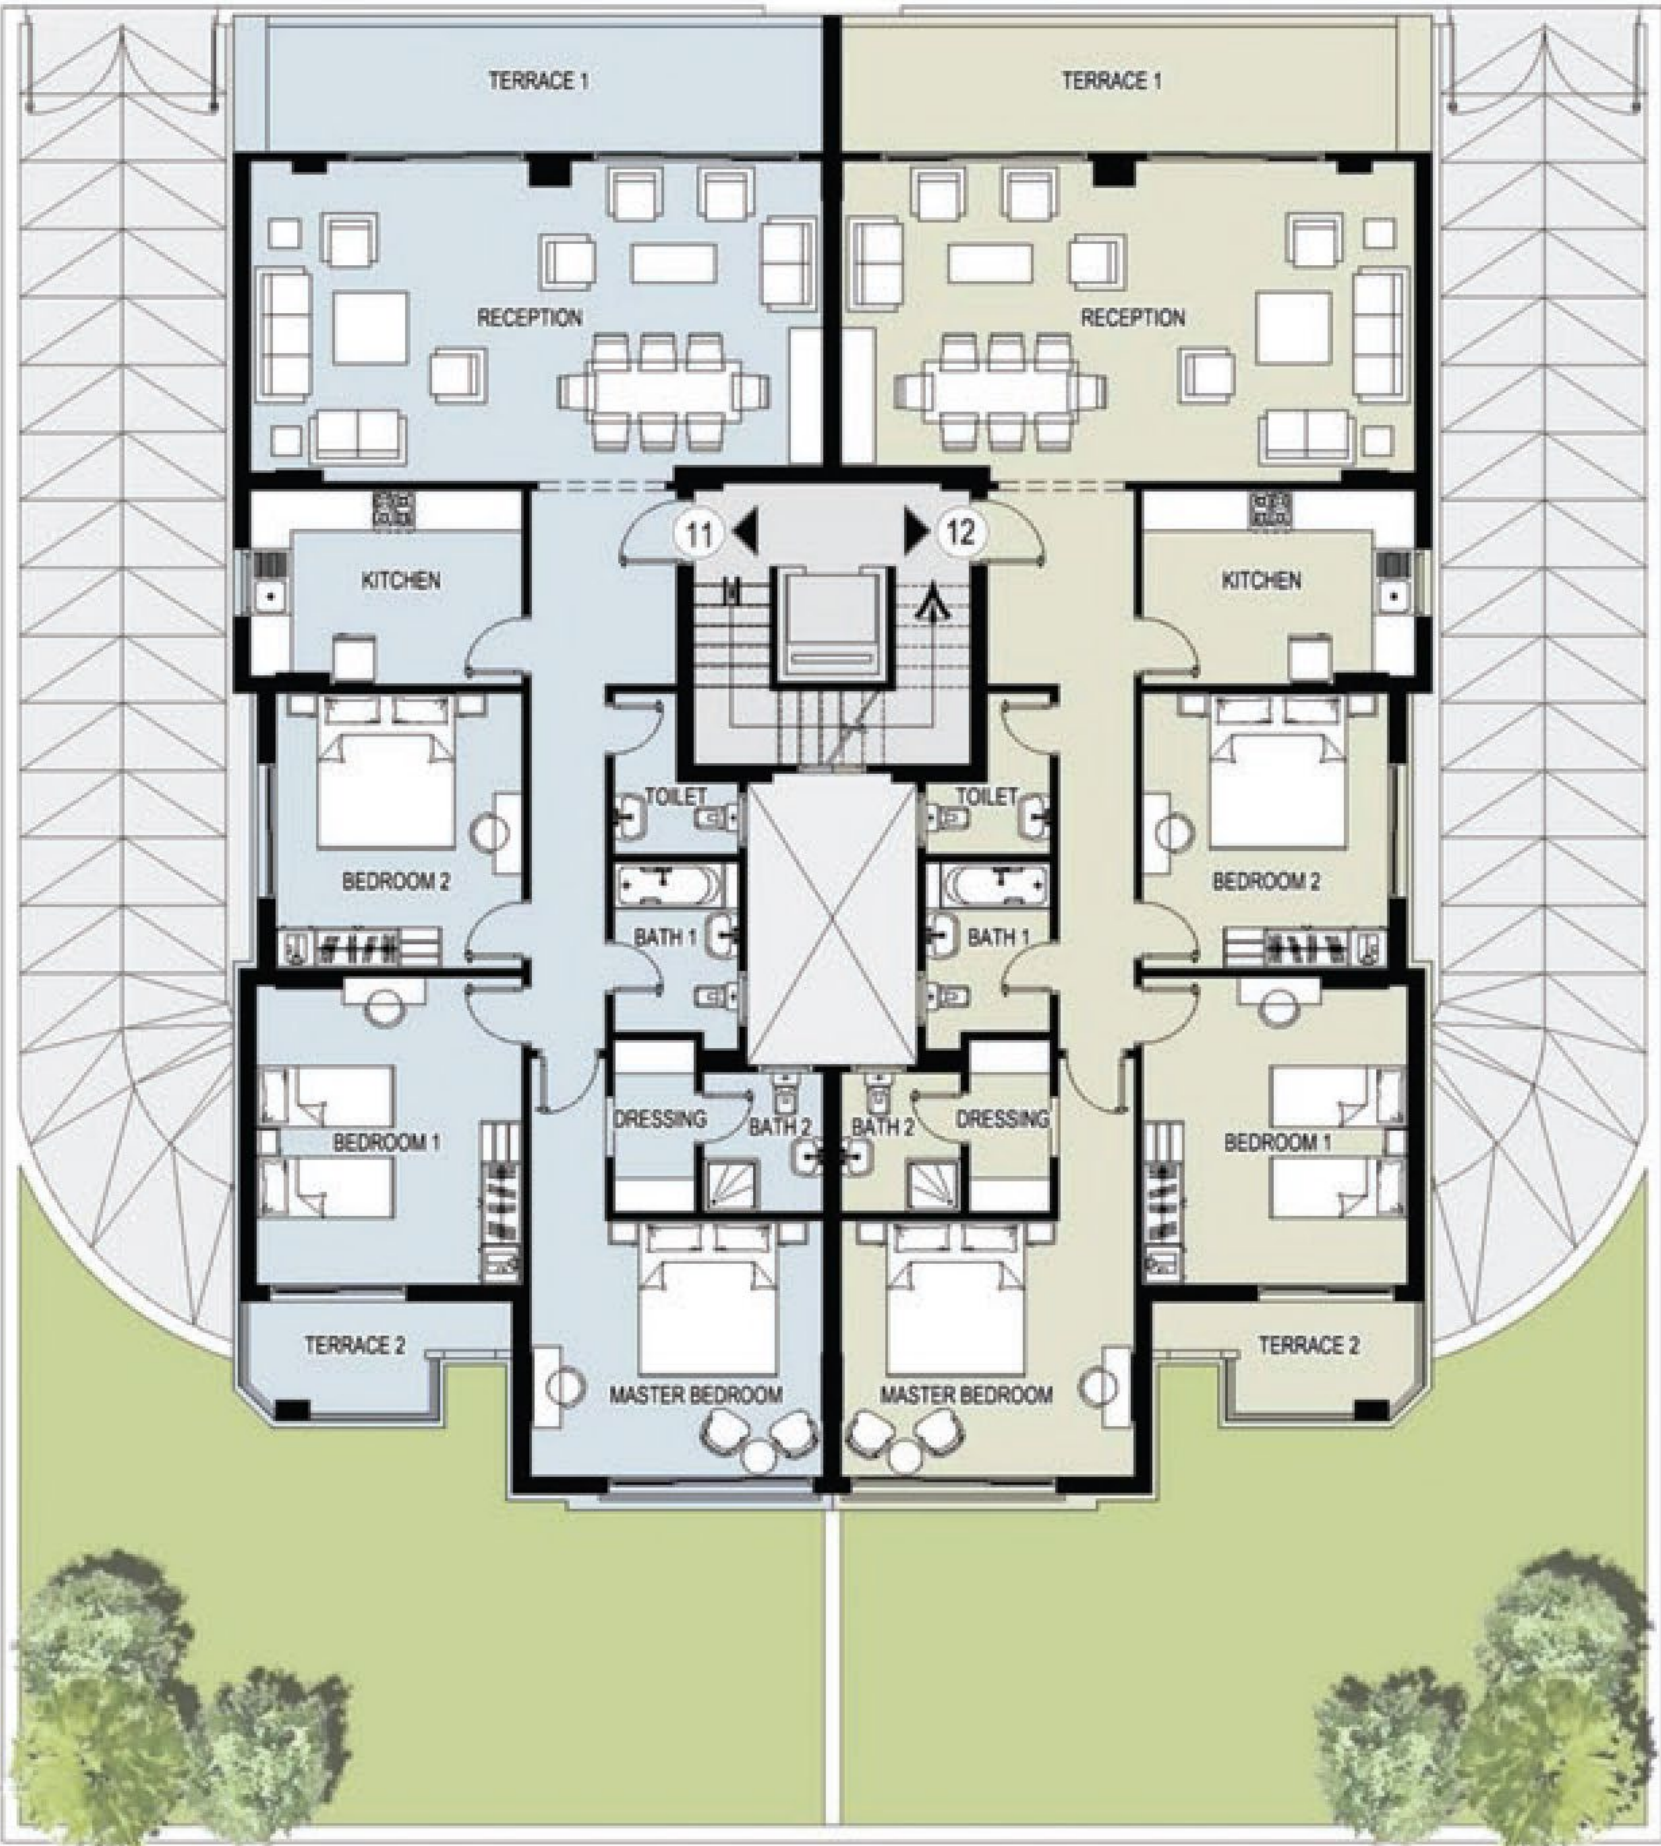 TERRACE 1
TERRACE 1
RECEPTION
RECEPTION
11
12
KITCHEN
KITCHEN
TOILET
TOILET
BEDROOM 2
BEDROOM 2
BATH 1
BATH 1
DRESSING
BATH 2
BATH 2
DRESSING
BEDROOM 1
BEDROOM 1
TERRACE 2
TERRACE 2
MASTER BEDROOM
MASTER BEDROOM